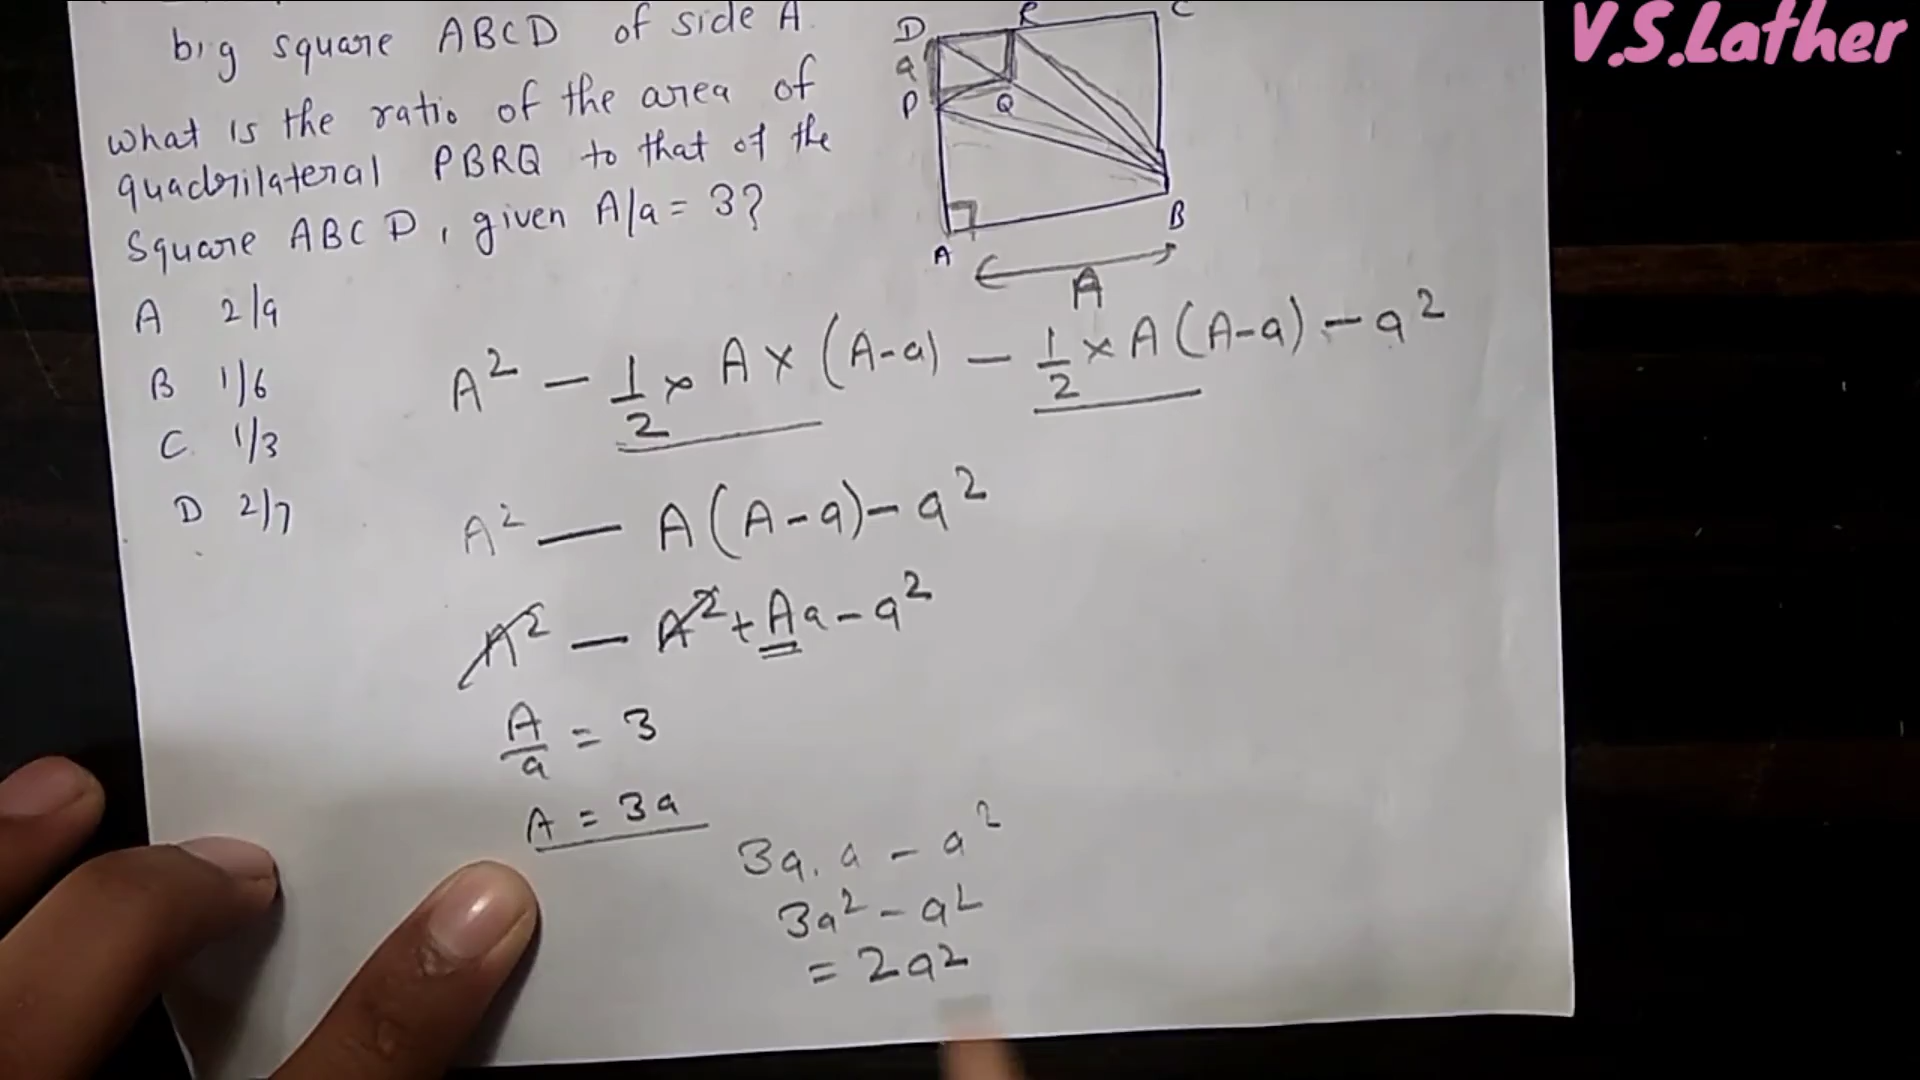 V.S.Lather
big square ABCD of side A
what is the ratio of the area of
quadrilateral PBRQ to that of the
Square ABCD, given A/a = 3?
A 2/9
B 1/6
C. 1/3
D 2/7
D R C
a
P Q
B
A
A
A² — 1/2 × A × (A-a) — 1/2 × A (A-a) - a²
A² — A (A-a) - a²
A² — A² + Aa - a²
A/a = 3
A = 3a
3a. a - a²
3a² - a²
= 2a²